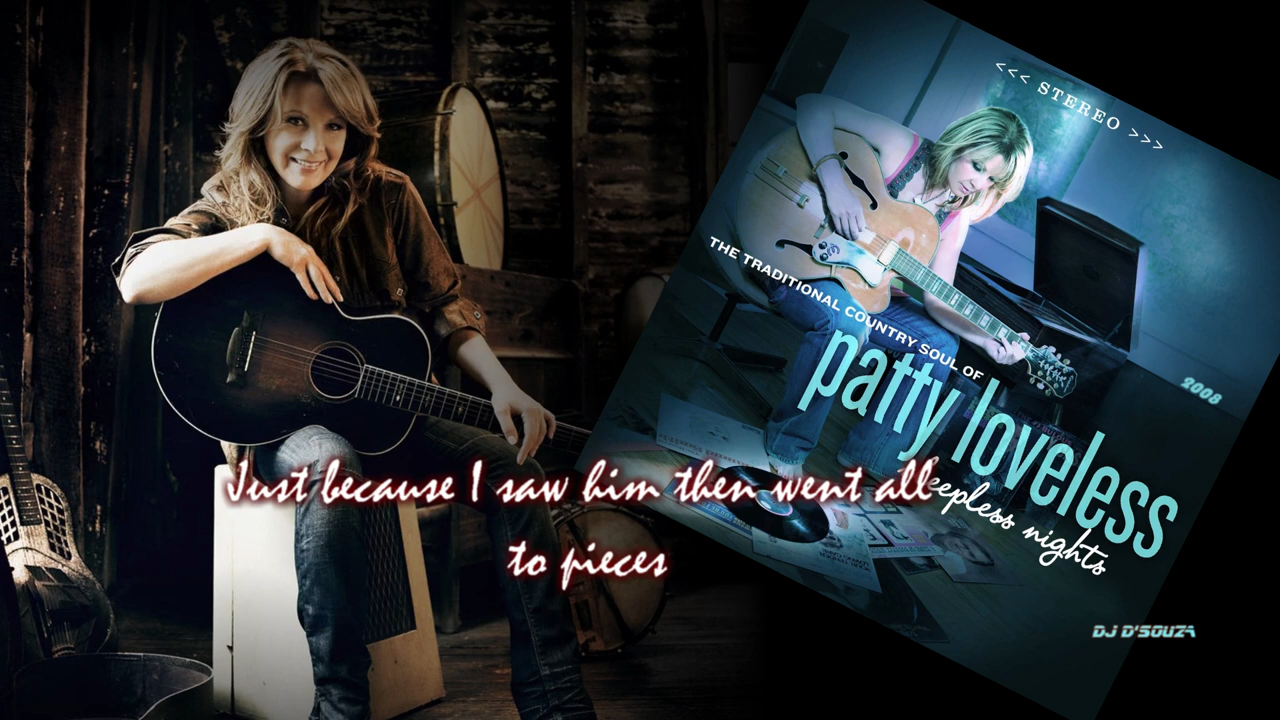 <<< STEREO >>>
THE TRADITIONAL COUNTRY SOUL OF
patty loveless
eepless nights
2008
Just because I saw him then went all
to pieces
DJ D'SOUZA